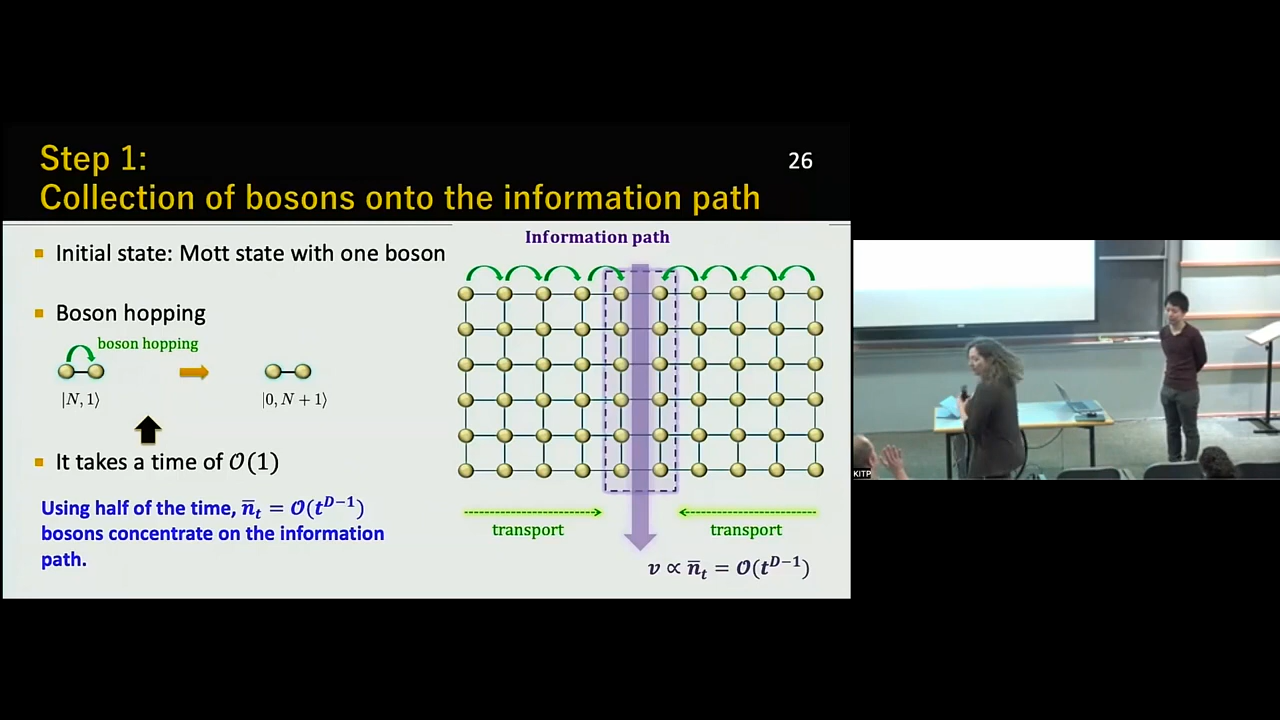 Step 1:
Collection of bosons onto the information path
26
Initial state: Mott state with one boson
Boson hopping
boson hopping
|N, 1⟩
|0, N + 1⟩
It takes a time of 𝒪(1)
Using half of the time, n̄ₜ = 𝒪(t^{D−1})
bosons concentrate on the information
path.
Information path
transport
transport
v ∝ n̄ₜ = 𝒪(t^{D−1})
KITP